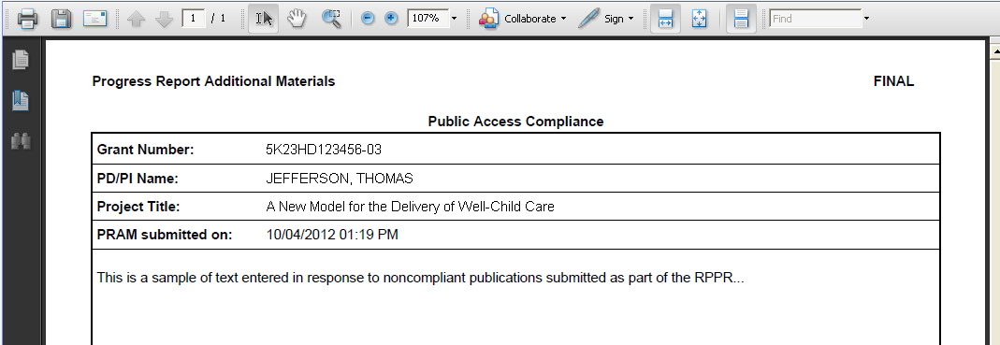 1 / 1 107% Collaborate Sign Find
Progress Report Additional Materials FINAL
Public Access Compliance
Grant Number: 5K23HD123456-03
PD/PI Name: JEFFERSON, THOMAS
Project Title: A New Model for the Delivery of Well-Child Care
PRAM submitted on: 10/04/2012 01:19 PM
This is a sample of text entered in response to noncompliant publications submitted as part of the RPPR...